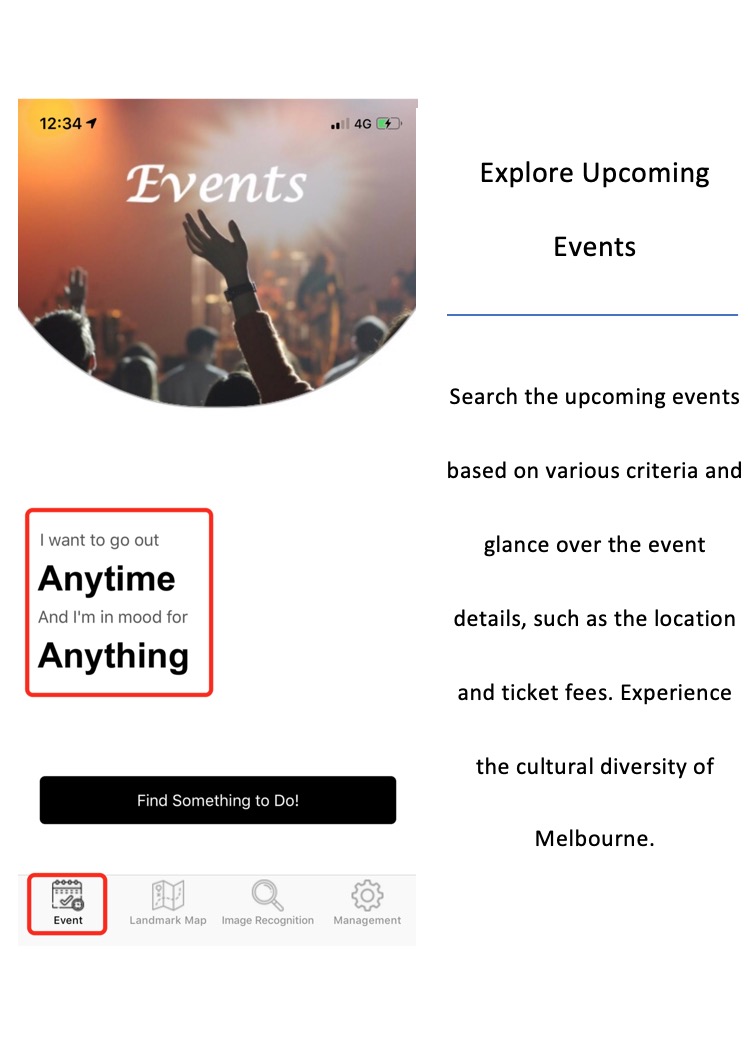 12:34
4G
Events
I want to go out
Anytime
And I'm in mood for
Anything
Find Something to Do!
Event
Landmark Map
Image Recognition
Management
Explore Upcoming
Events
Search the upcoming events
based on various criteria and
glance over the event
details, such as the location
and ticket fees. Experience
the cultural diversity of
Melbourne.